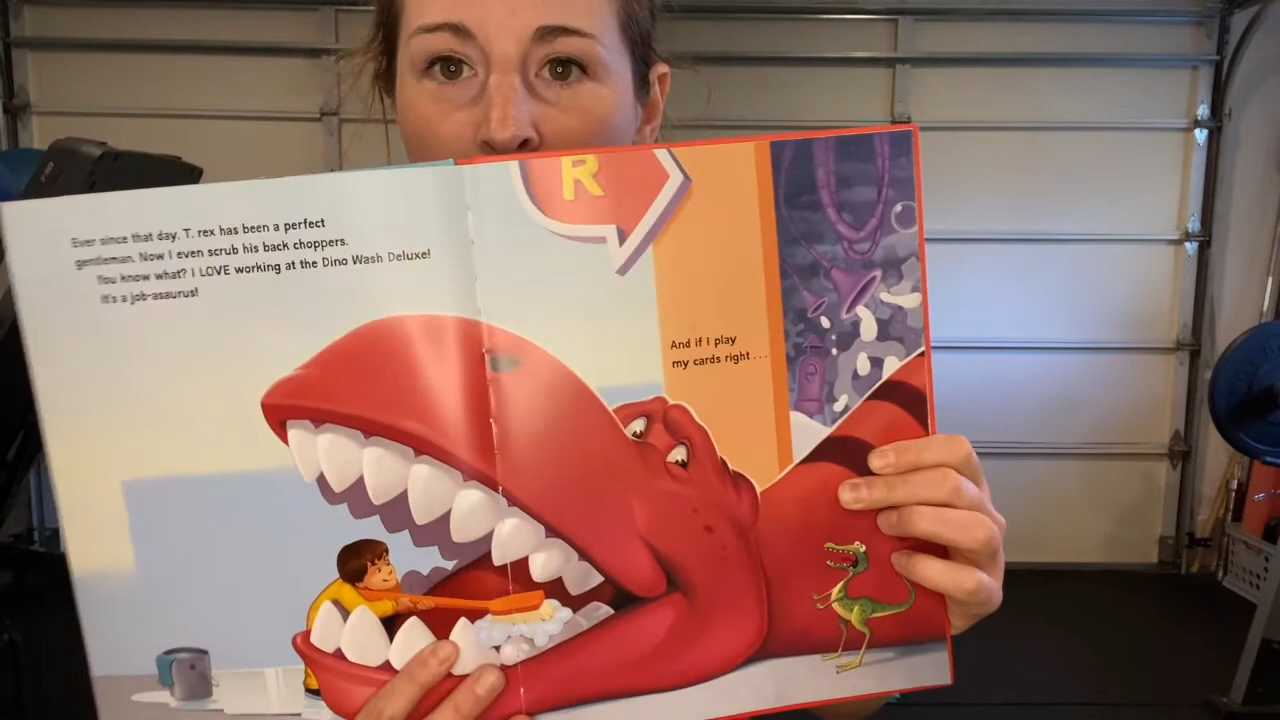 R
Ever since that day, T. rex has been a perfect
gentleman. Now I even scrub his back choppers.
You know what? I LOVE working at the Dino Wash Deluxe!
It's a job-asaurus!
And if I play
my cards right...